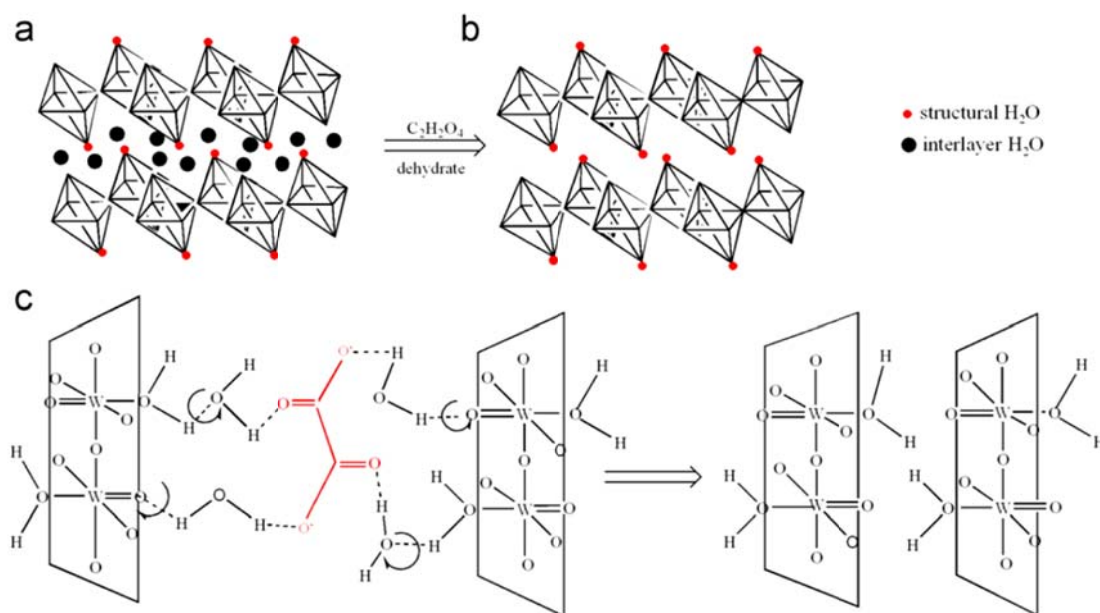 a
b
C₂H₂O₄
dehydrate
structural H₂O
interlayer H₂O
c
O H O• H O H O H O H
O H O O O O
O W O O O O O W O O W O O W O
O H H H O O H O H O H
O O O O
H O O O O H O O H O O
O W O O H H W O O W O O W O
H O H H O• O H O H O O H O
O H O H O O O